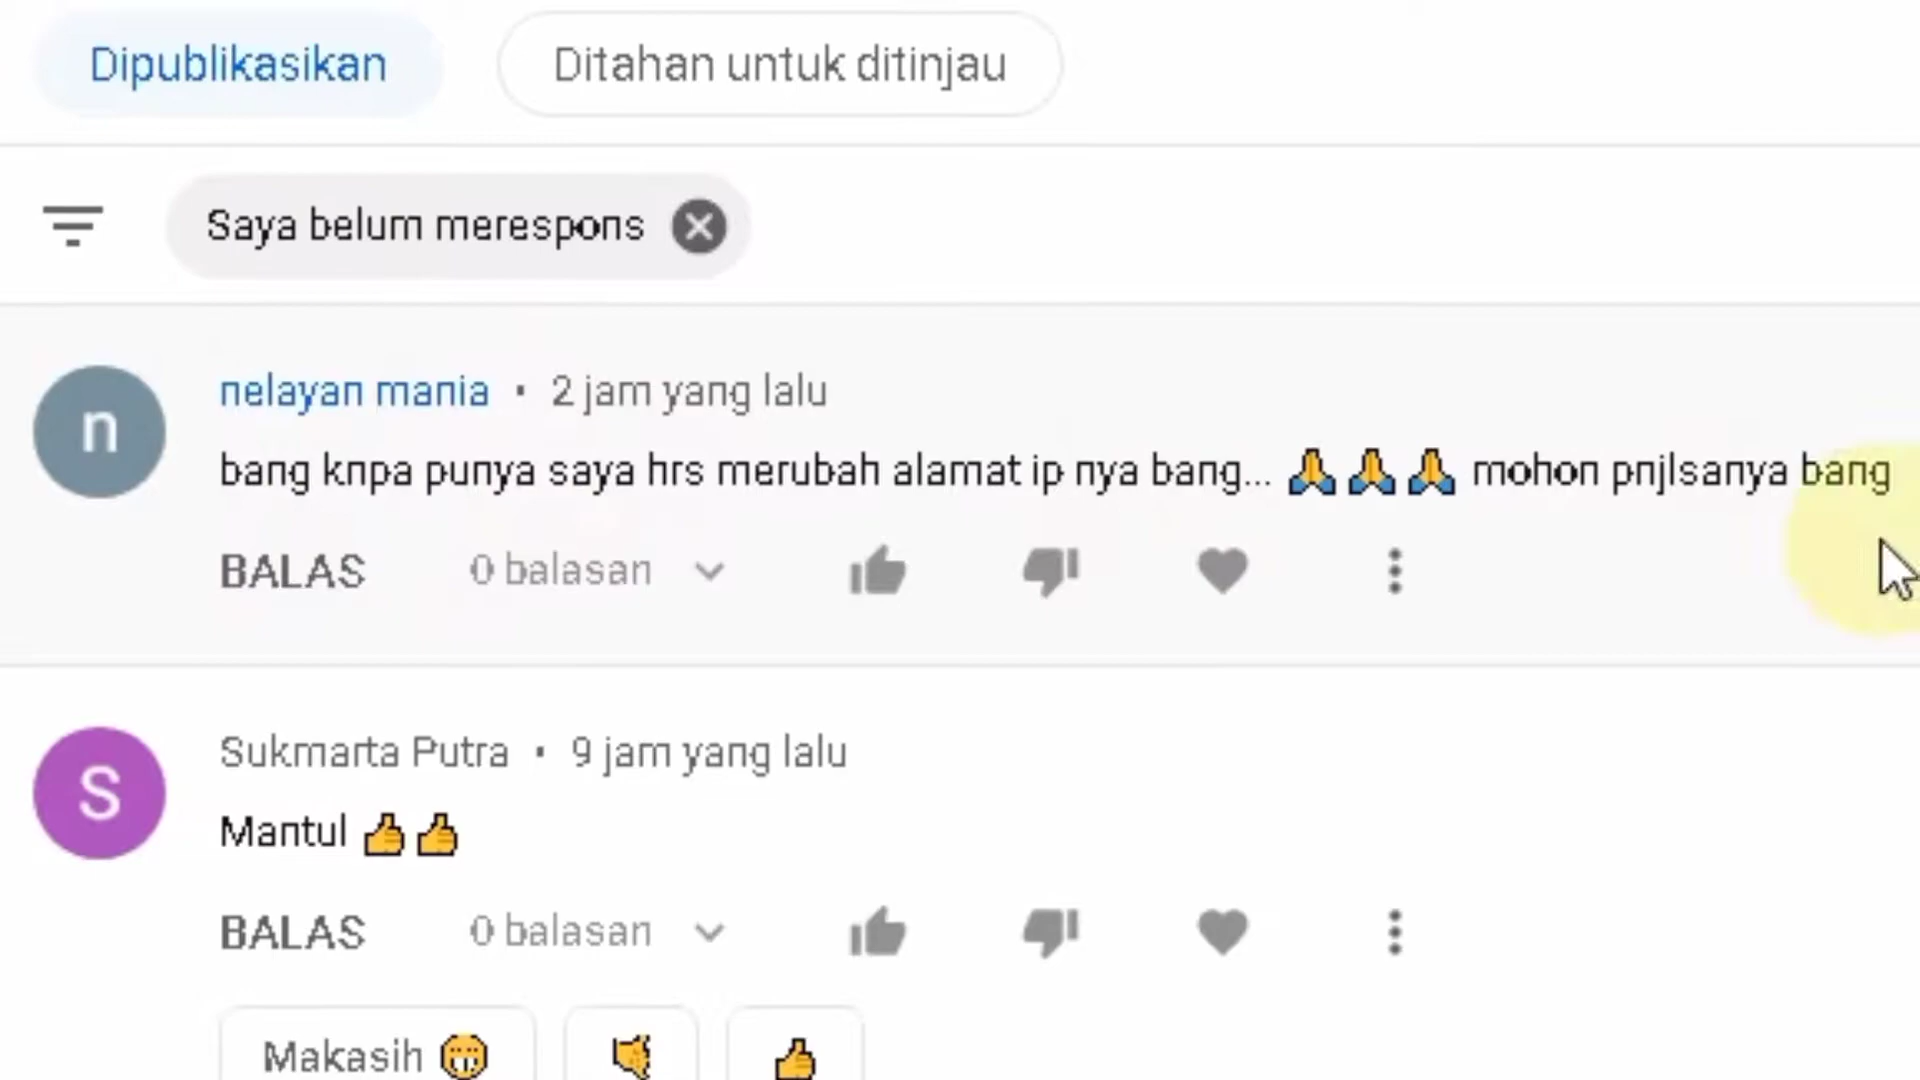 Dipublikasikan Ditahan untuk ditinjau
Saya belum merespons
n
nelayan mania • 2 jam yang lalu
bang knpa punya saya hrs merubah alamat ip nya bang... 🙏🙏🙏 mohon pnjlsanya bang
BALAS 0 balasan
S
Sukmarta Putra • 9 jam yang lalu
Mantul 👍👍
BALAS 0 balasan
Makasih 😁 🤙 👍